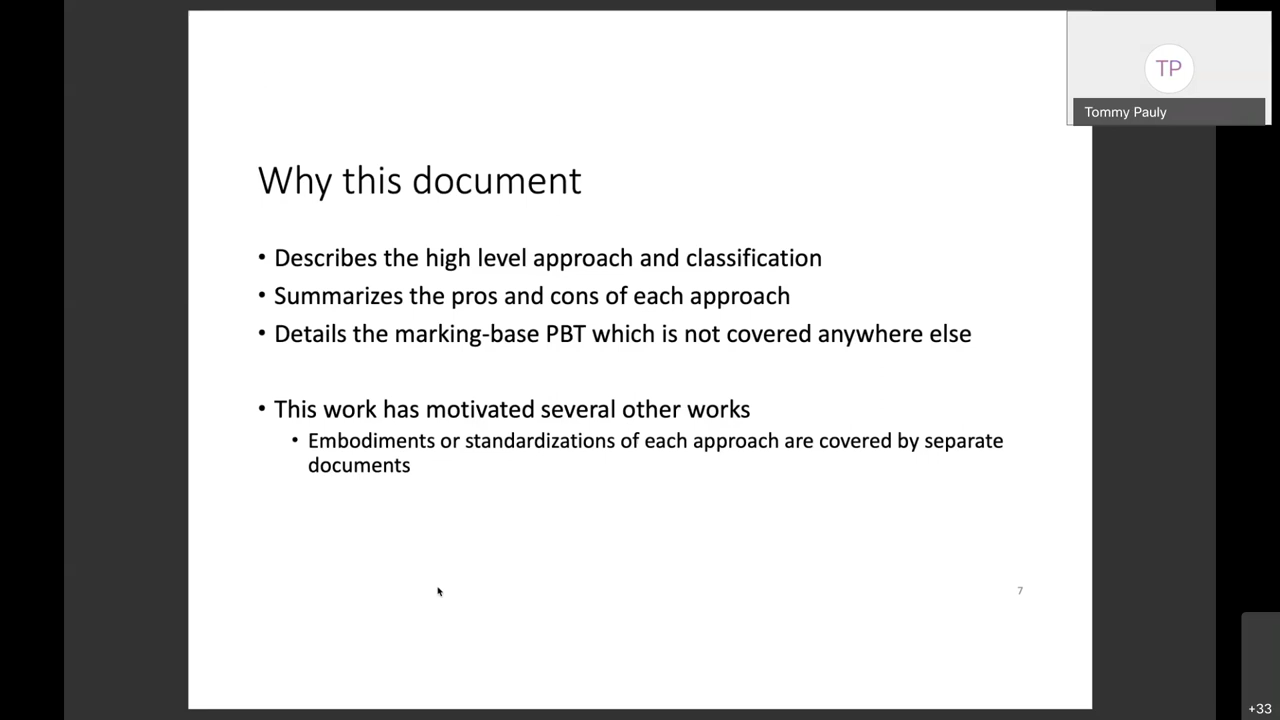 TP
Tommy Pauly
Why this document
• Describes the high level approach and classification
• Summarizes the pros and cons of each approach
• Details the marking-base PBT which is not covered anywhere else
• This work has motivated several other works
• Embodiments or standardizations of each approach are covered by separate
documents
7
+33